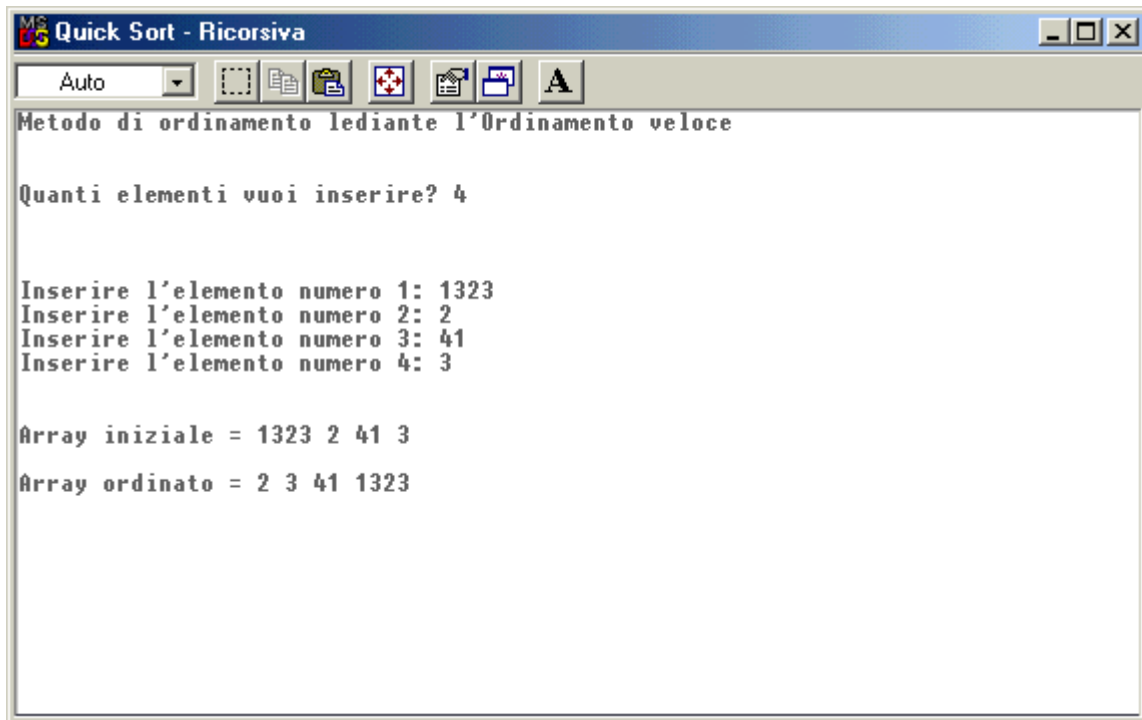 Quick Sort - Ricorsiva
Auto
A
Metodo di ordinamento lediante l'Ordinamento veloce
Quanti elementi vuoi inserire? 4
Inserire l'elemento numero 1: 1323
Inserire l'elemento numero 2: 2
Inserire l'elemento numero 3: 41
Inserire l'elemento numero 4: 3
Array iniziale = 1323 2 41 3
Array ordinato = 2 3 41 1323